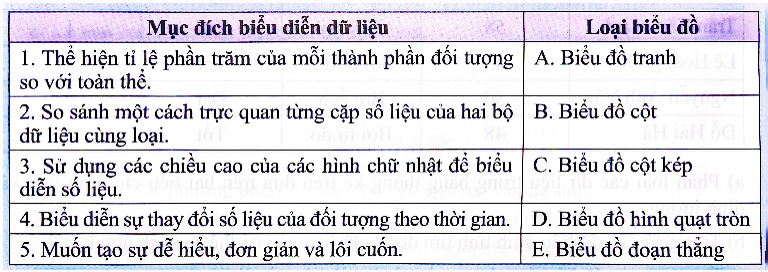 Mục đích biểu diễn dữ liệu
Loại biểu đồ
1. Thể hiện tỉ lệ phần trăm của mỗi thành phần đối tượng
so với toàn thể.
A. Biểu đồ tranh
2. So sánh một cách trực quan từng cặp số liệu của hai bộ
dữ liệu cùng loại.
B. Biểu đồ cột
3. Sử dụng các chiều cao của các hình chữ nhật để biểu
diễn số liệu.
C. Biểu đồ cột kép
4. Biểu diễn sự thay đổi số liệu của đối tượng theo thời gian.
D. Biểu đồ hình quạt tròn
5. Muốn tạo sự dễ hiểu, đơn giản và lôi cuốn.
E. Biểu đồ đoạn thẳng